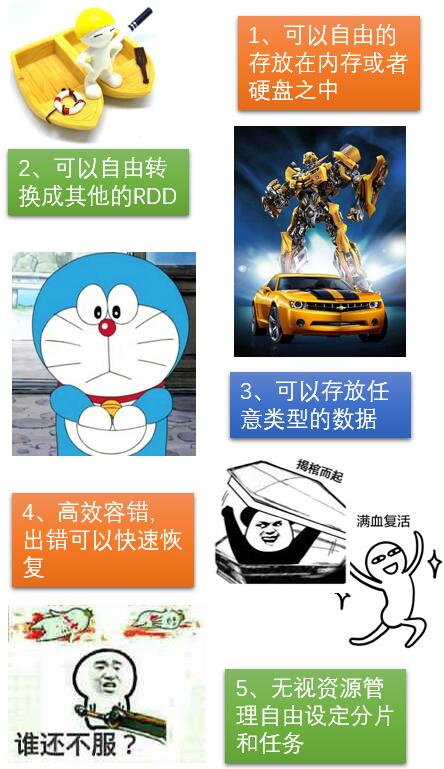 1、可以自由的
存放在内存或者
硬盘之中
2、可以自由转
换成其他的RDD
3、可以存放任
意类型的数据
揭棺而起
满血复活
4、高效容错,
出错可以快速恢
复
谁还不服？
5、无视资源管
理自由设定分片
和任务